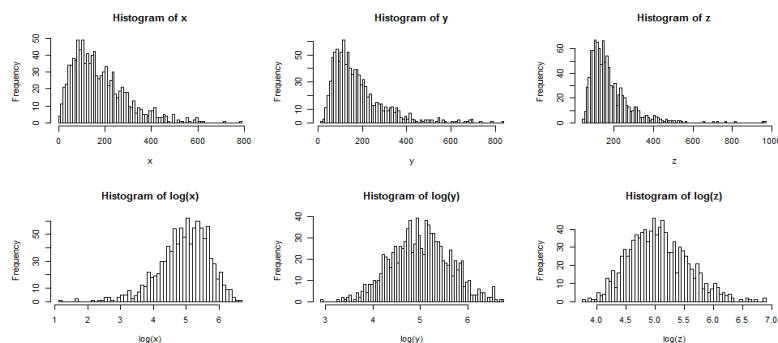 Histogram of x
Frequency
0 10 20 30 40 50
0 200 400 600 800
x
Histogram of y
Frequency
0 10 20 30 40 50 60
0 200 400 600 800
y
Histogram of z
Frequency
0 20 40 60
200 400 600 800 1000
z
Histogram of log(x)
Frequency
0 10 30 50
1 2 3 4 5 6
log(x)
Histogram of log(y)
Frequency
0 10 20 30 40
3 4 5 6
log(y)
Histogram of log(z)
Frequency
0 10 20 30 40
4.0 4.5 5.0 5.5 6.0 6.5 7.0
log(z)